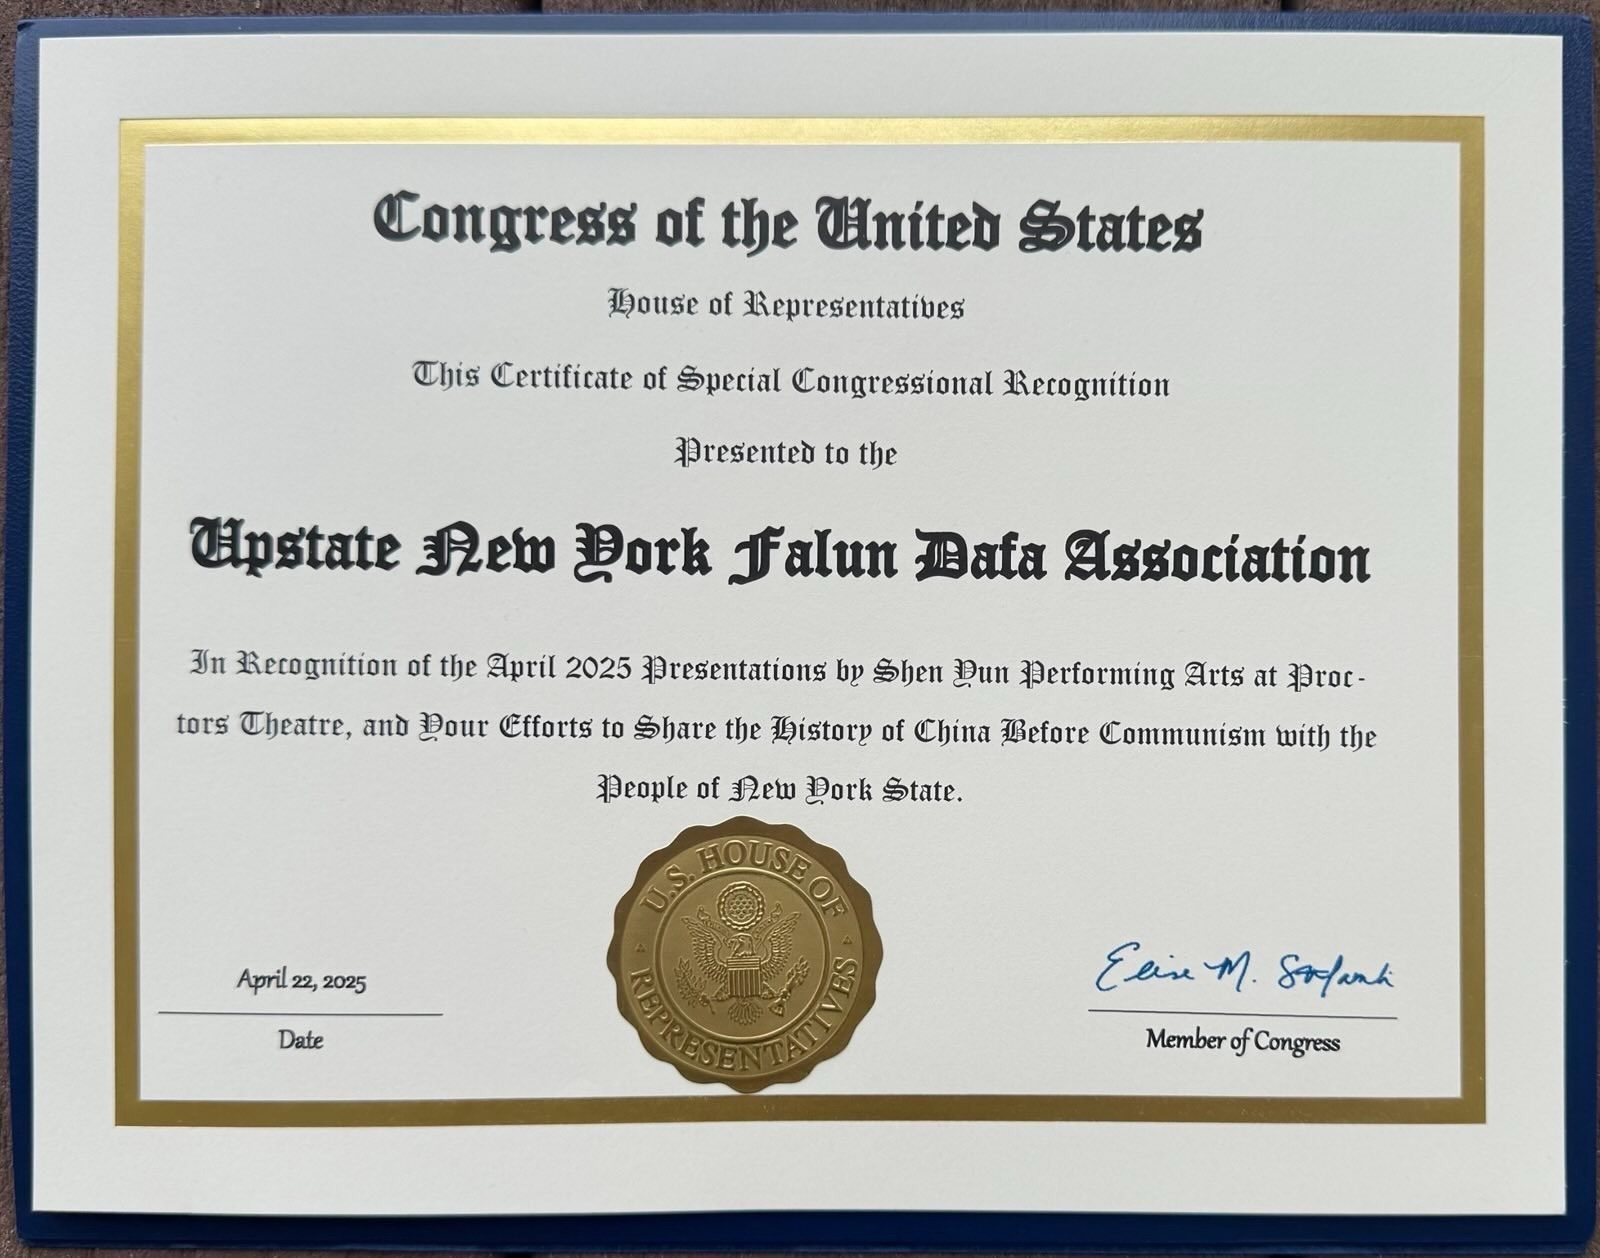 Congress of the United States
House of Representatives
This Certificate of Special Congressional Recognition
Presented to the
Upstate New York Falun Dafa Association
In Recognition of the April 2025 Presentations by Shen Yun Performing Arts at Proc-
tors Theatre, and Your Efforts to Share the History of China Before Communism with the
People of New York State.
U.S. HOUSE OF
REPRESENTATIVES
April 22, 2025
Date
Elise M. Stefanik
Member of Congress